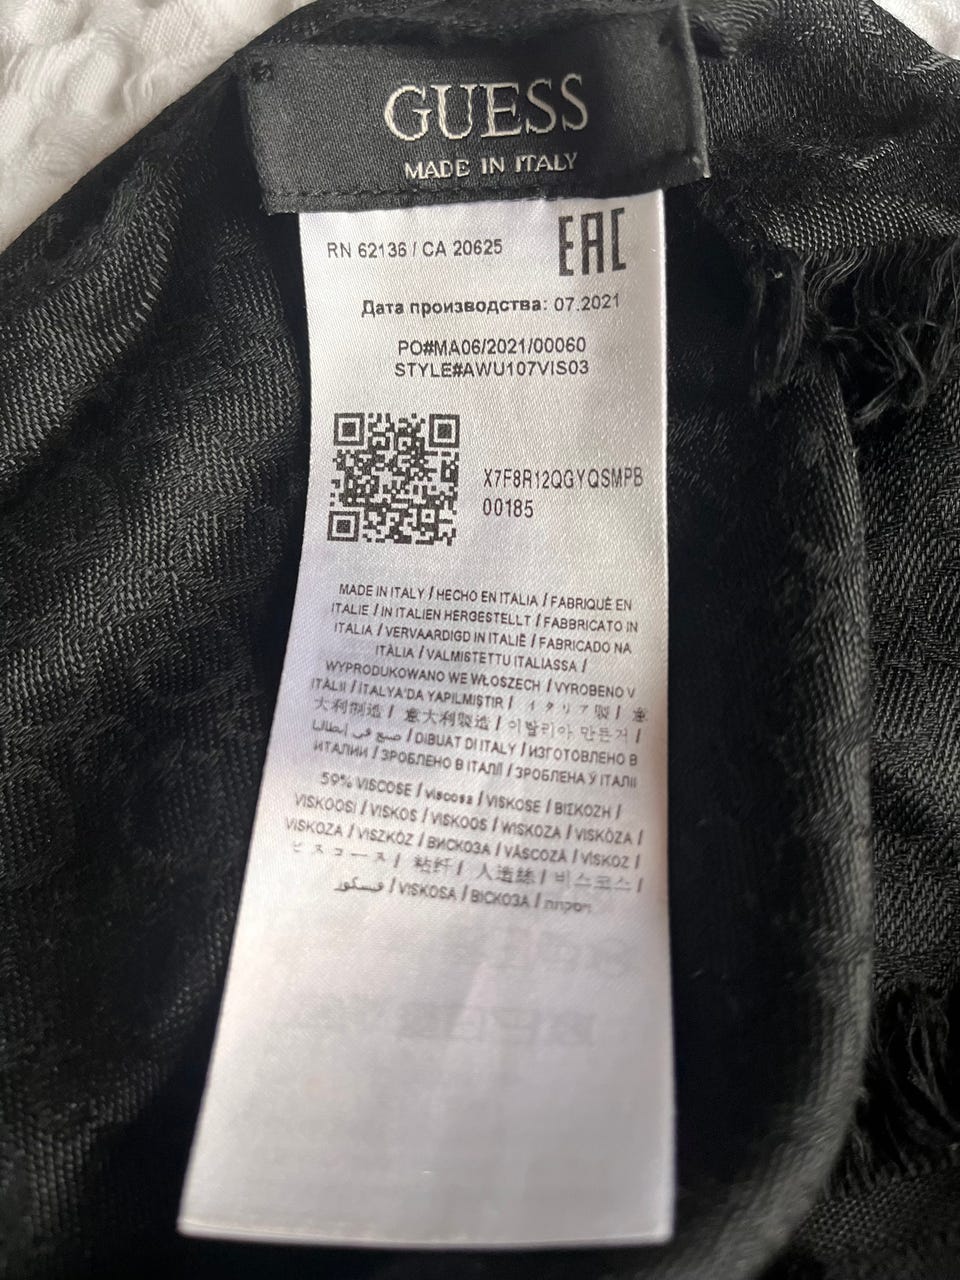 GUESS
MADE IN ITALY
RN 62136 / CA 20625
EAC
Дата производства: 07.2021
PO#MA06/2021/00060
STYLE#AWU107VIS03
X7F8R12QGYQSMPB
00185
MADE IN ITALY / HECHO EN ITALIA / FABRIQUÉ EN
ITALIE / IN ITALIEN HERGESTELLT / FABBRICATO IN
ITALIA / VERVAARDIGD IN ITALIË / FABRICADO NA
ITÀLIA / VALMISTETTU ITALIASSA /
WYPRODUKOWANO WE WŁOSZECH / VYROBENO V
ITÁLII / İTALYA'DA YAPILMIŞTIR / イタリア製 / 意
大利制造 / 意大利製造 / 이탈리아 만든거 /
صنع في إيطاليا / DIBUAT DI ITALY / ИЗГОТОВЛЕНО В
ИТАЛИИ / ЗРОБЛЕНО В ІТАЛІЇ / ЗРОБЛЕНА Ў ІТАЛІІ
59% VISCOSE / viscosa / VISKOSE / ΒΙΣΚΟΖΗ /
VISKOOSI / VISKOS / VISKOOS / WISKOZA / VISKÓZA /
VISKOZA / VISZKÓZ / ВИСКОЗА / VÂSCOZĂ / VISKOZ /
ビスコース / 粘纤 / 人造絲 / 비스코스 /
فسكوز / VISKOSA / ВІСКОЗА / ויסקוזה